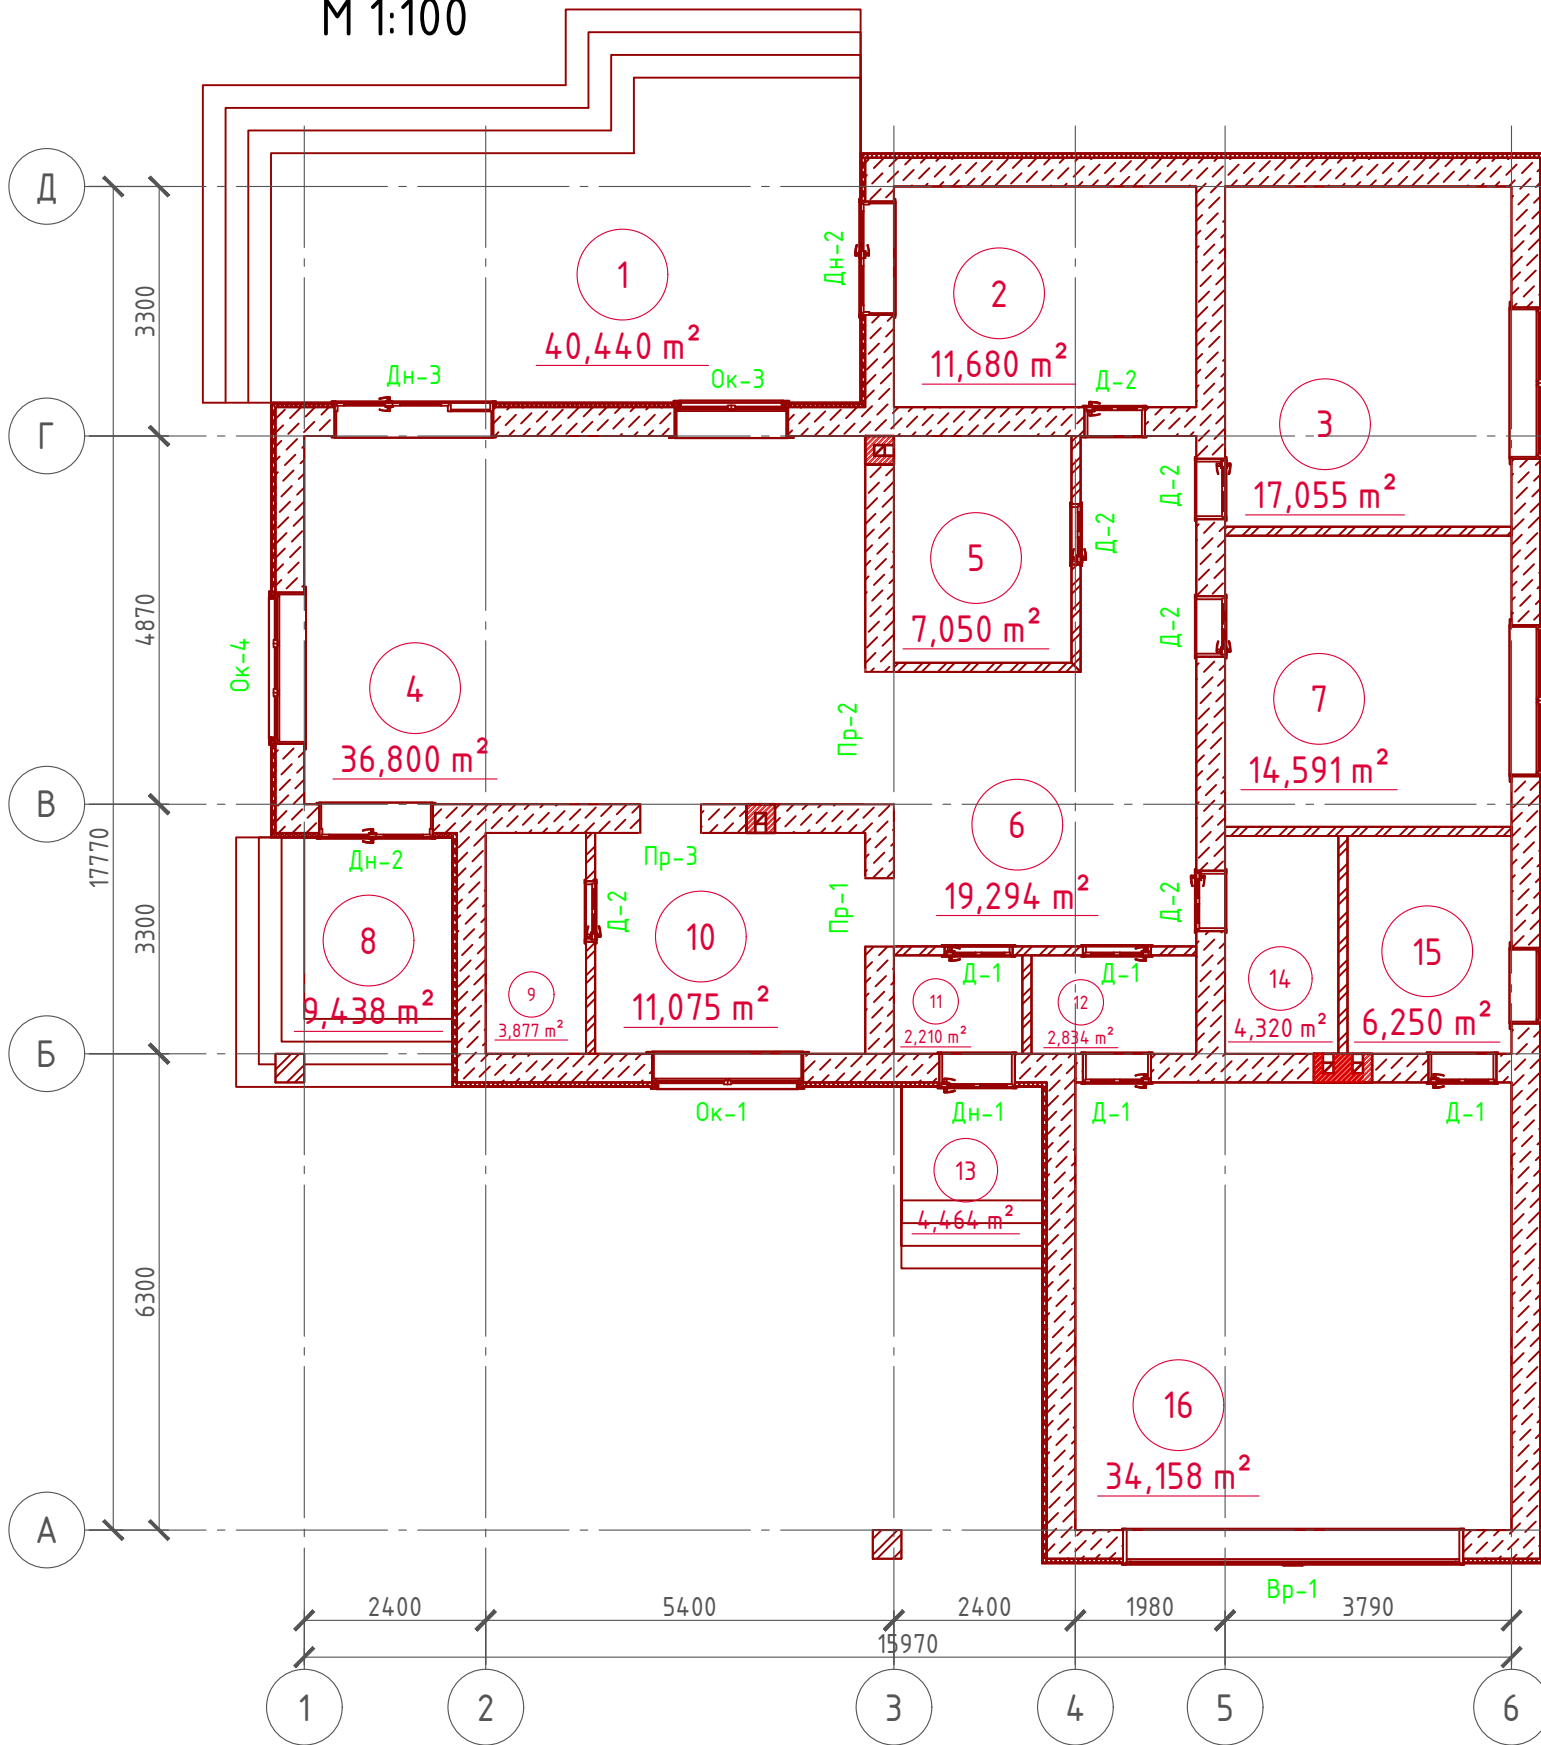 М 1:100
Д
3300
1
40,440 m²
Дн-2
2
11,680 m²
Дн-3
Ок-3
Д-2
Г
3
17,055 m²
Д-2
Д-2
5
7,050 m²
4870
Ок-4
4
36,800 m²
Пр-2
Д-2
7
14,591 m²
В
6
19,294 m²
17770
Дн-2
Пр-3
Пр-1
Д-2
Д-2
3300
8
9,438 m²
9
3,877 m²
10
11,075 m²
Д-1
Д-1
11
2,210 m²
12
2,834 m²
14
4,320 m²
15
6,250 m²
Б
Ок-1
Дн-1
Д-1
Д-1
13
4,464 m²
6300
16
34,158 m²
А
Вр-1
2400
5400
2400
1980
3790
15970
1
2
3
4
5
6